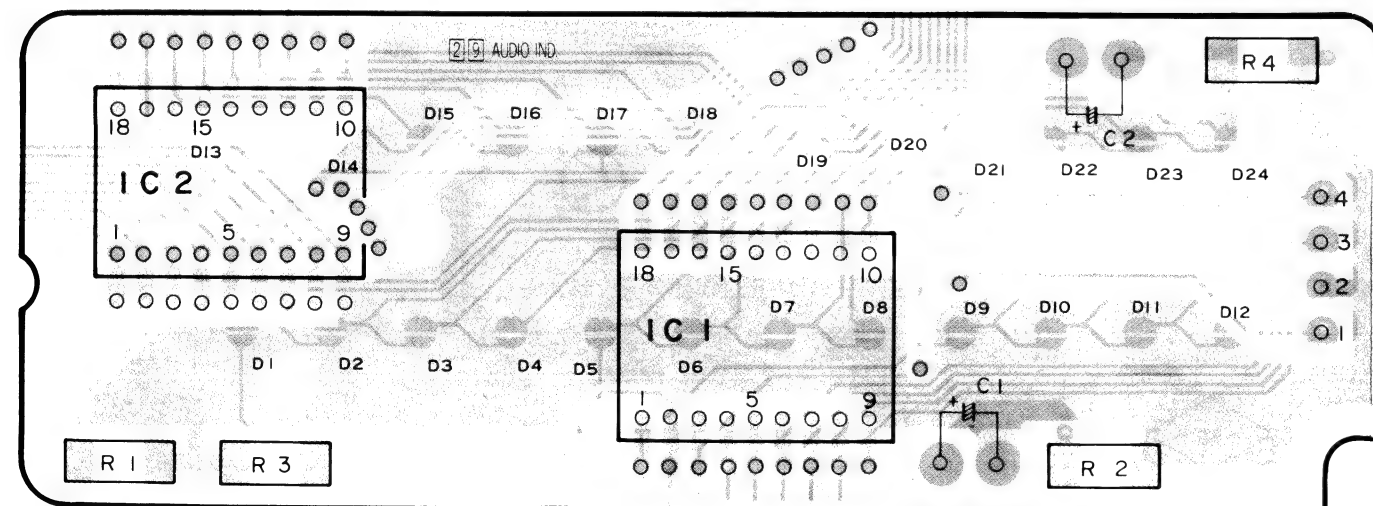 29 AUDIO IND.
R4
D15 D16 D17 D18
C2
+
18 15 10
D13 D14
IC2
1 5 9
D19 D20 D21 D22 D23 D24
4
3
2
1
18 15 10
D7 D8 D9 D10 D11 D12
IC1
D1 D2 D3 D4 D5 D6
1 5 9
C1
+
R1 R3 R2